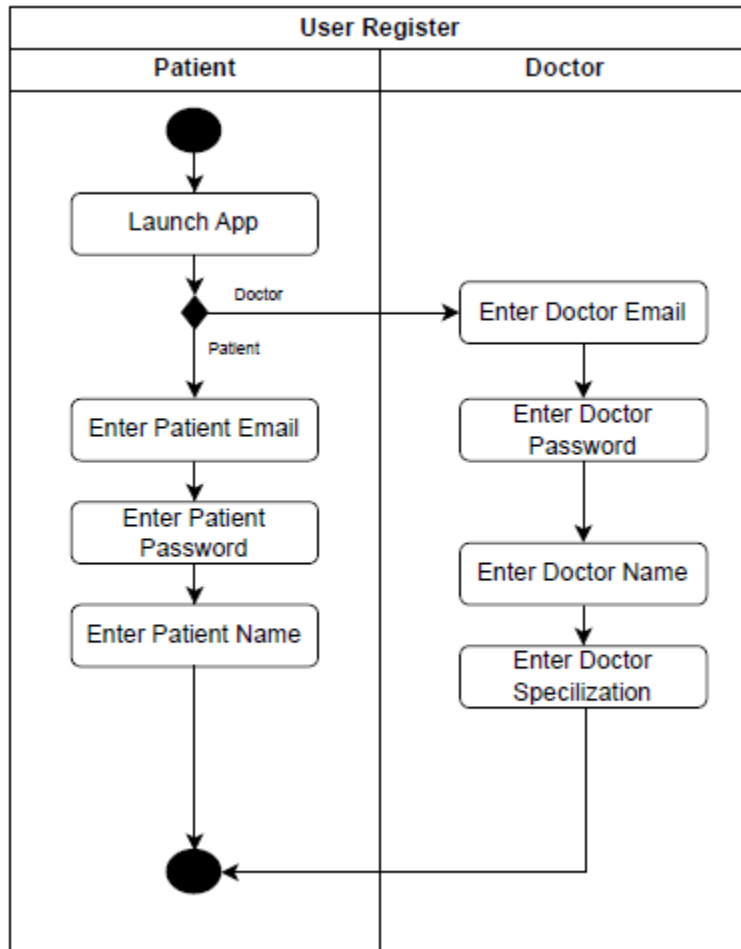 User Register
Patient
Doctor
Launch App
Doctor
Patient
Enter Doctor Email
Enter Patient Email
Enter Doctor
Password
Enter Patient
Password
Enter Doctor Name
Enter Patient Name
Enter Doctor
Specilization